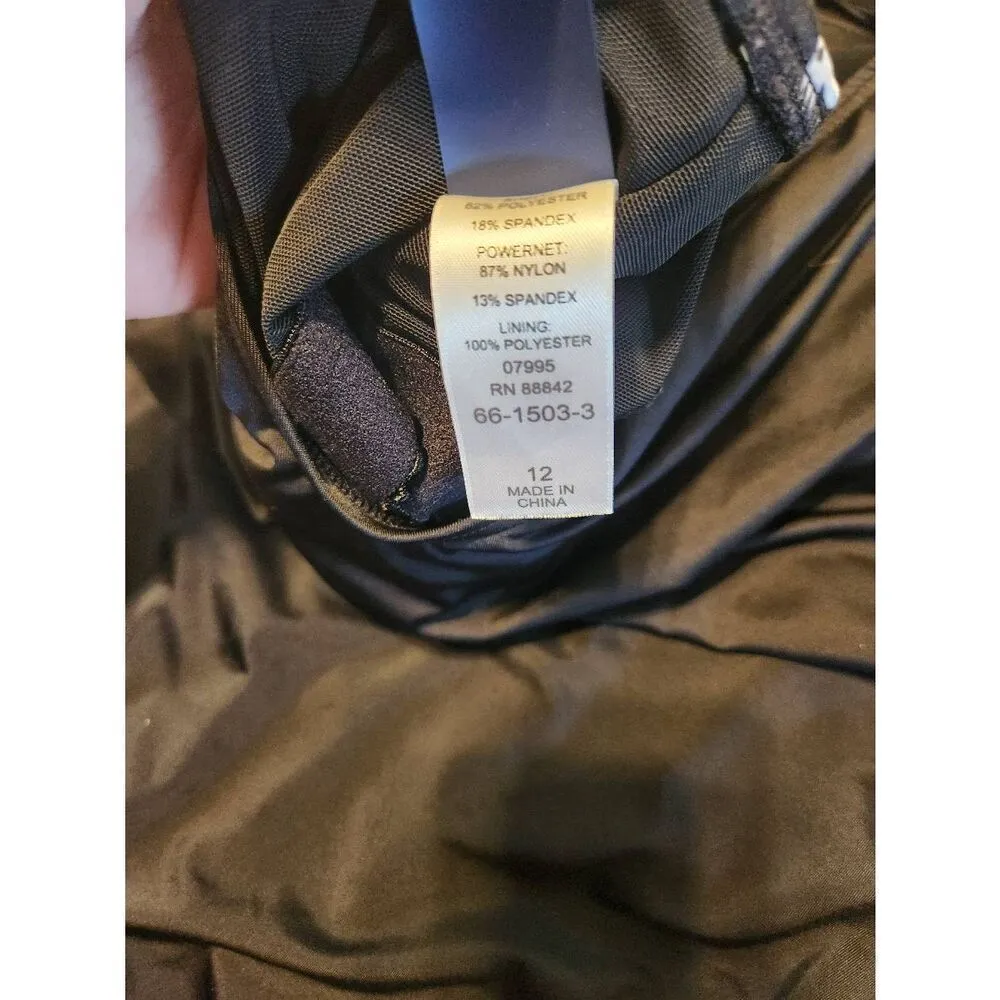 82% POLYESTER
18% SPANDEX
POWERNET:
87% NYLON
13% SPANDEX
LINING:
100% POLYESTER
07995
RN 88842
66-1503-3
12
MADE IN
CHINA